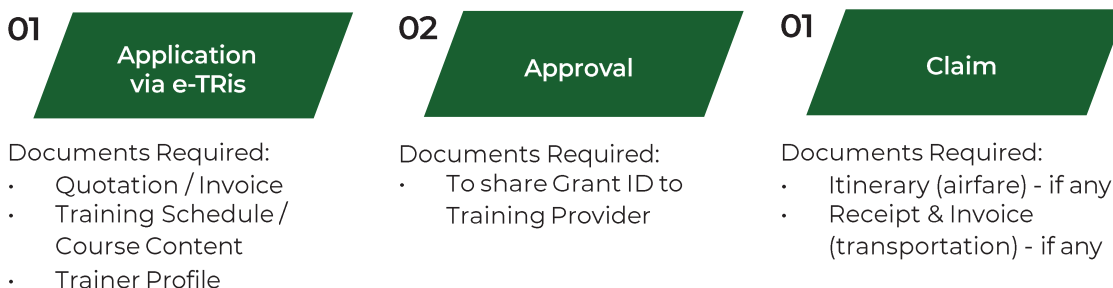 01
Application
via e-TRis
Documents Required:
• Quotation / Invoice
• Training Schedule /
Course Content
• Trainer Profile
02
Approval
Documents Required:
• To share Grant ID to
Training Provider
01
Claim
Documents Required:
• Itinerary (airfare) - if any
• Receipt & Invoice
(transportation) - if any